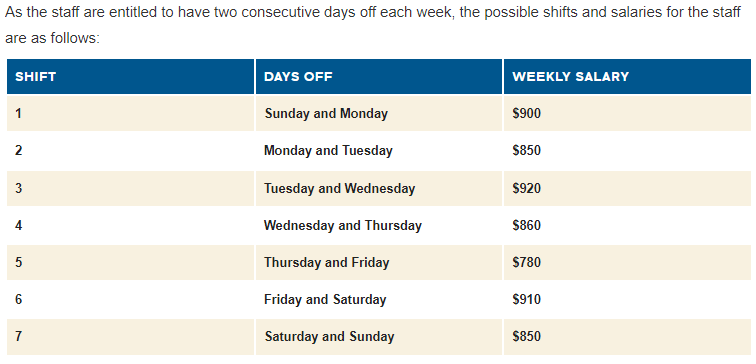 As the staff are entitled to have two consecutive days off each week, the possible shifts and salaries for the staff
are as follows:
SHIFT DAYS OFF WEEKLY SALARY
1 Sunday and Monday $900
2 Monday and Tuesday $850
3 Tuesday and Wednesday $920
4 Wednesday and Thursday $860
5 Thursday and Friday $780
6 Friday and Saturday $910
7 Saturday and Sunday $850